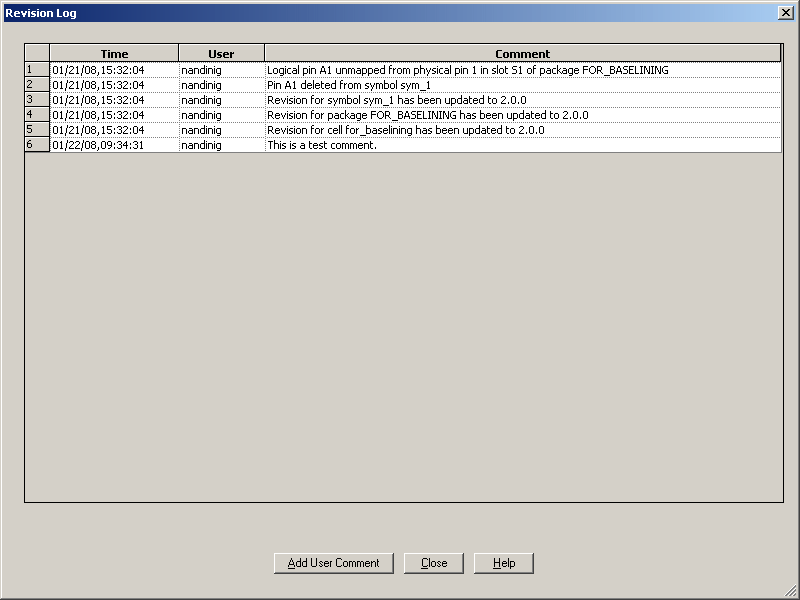 Revision Log
Time User Comment
1 01/21/08,15:32:04 nandinig Logical pin A1 unmapped from physical pin 1 in slot S1 of package FOR_BASELINING
2 01/21/08,15:32:04 nandinig Pin A1 deleted from symbol sym_1
3 01/21/08,15:32:04 nandinig Revision for symbol sym_1 has been updated to 2.0.0
4 01/21/08,15:32:04 nandinig Revision for package FOR_BASELINING has been updated to 2.0.0
5 01/21/08,15:32:04 nandinig Revision for cell for_baselining has been updated to 2.0.0
6 01/22/08,09:34:31 nandinig This is a test comment.
Add User Comment Close Help